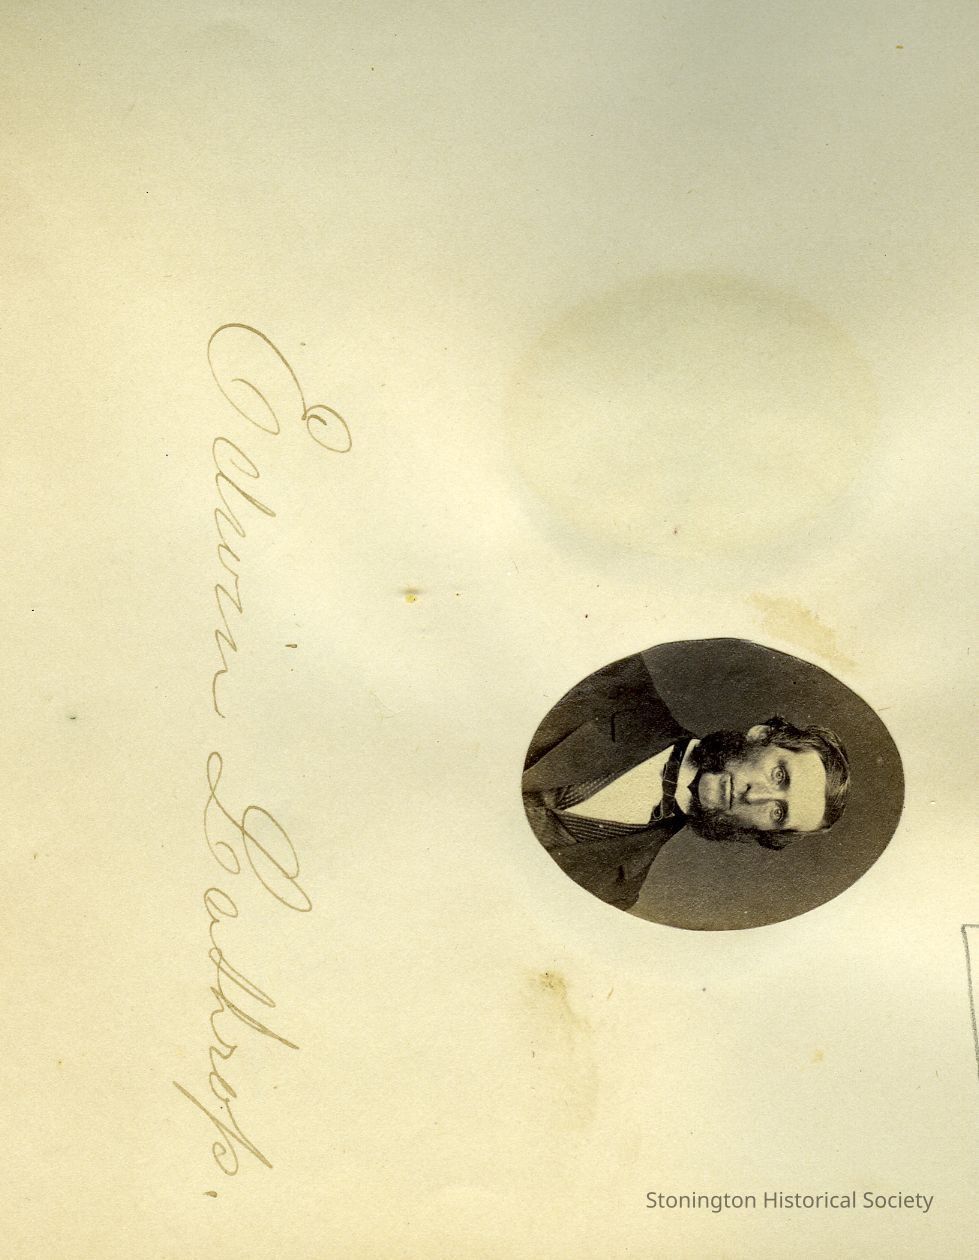 Edwin Lathrop.
Stonington Historical Society